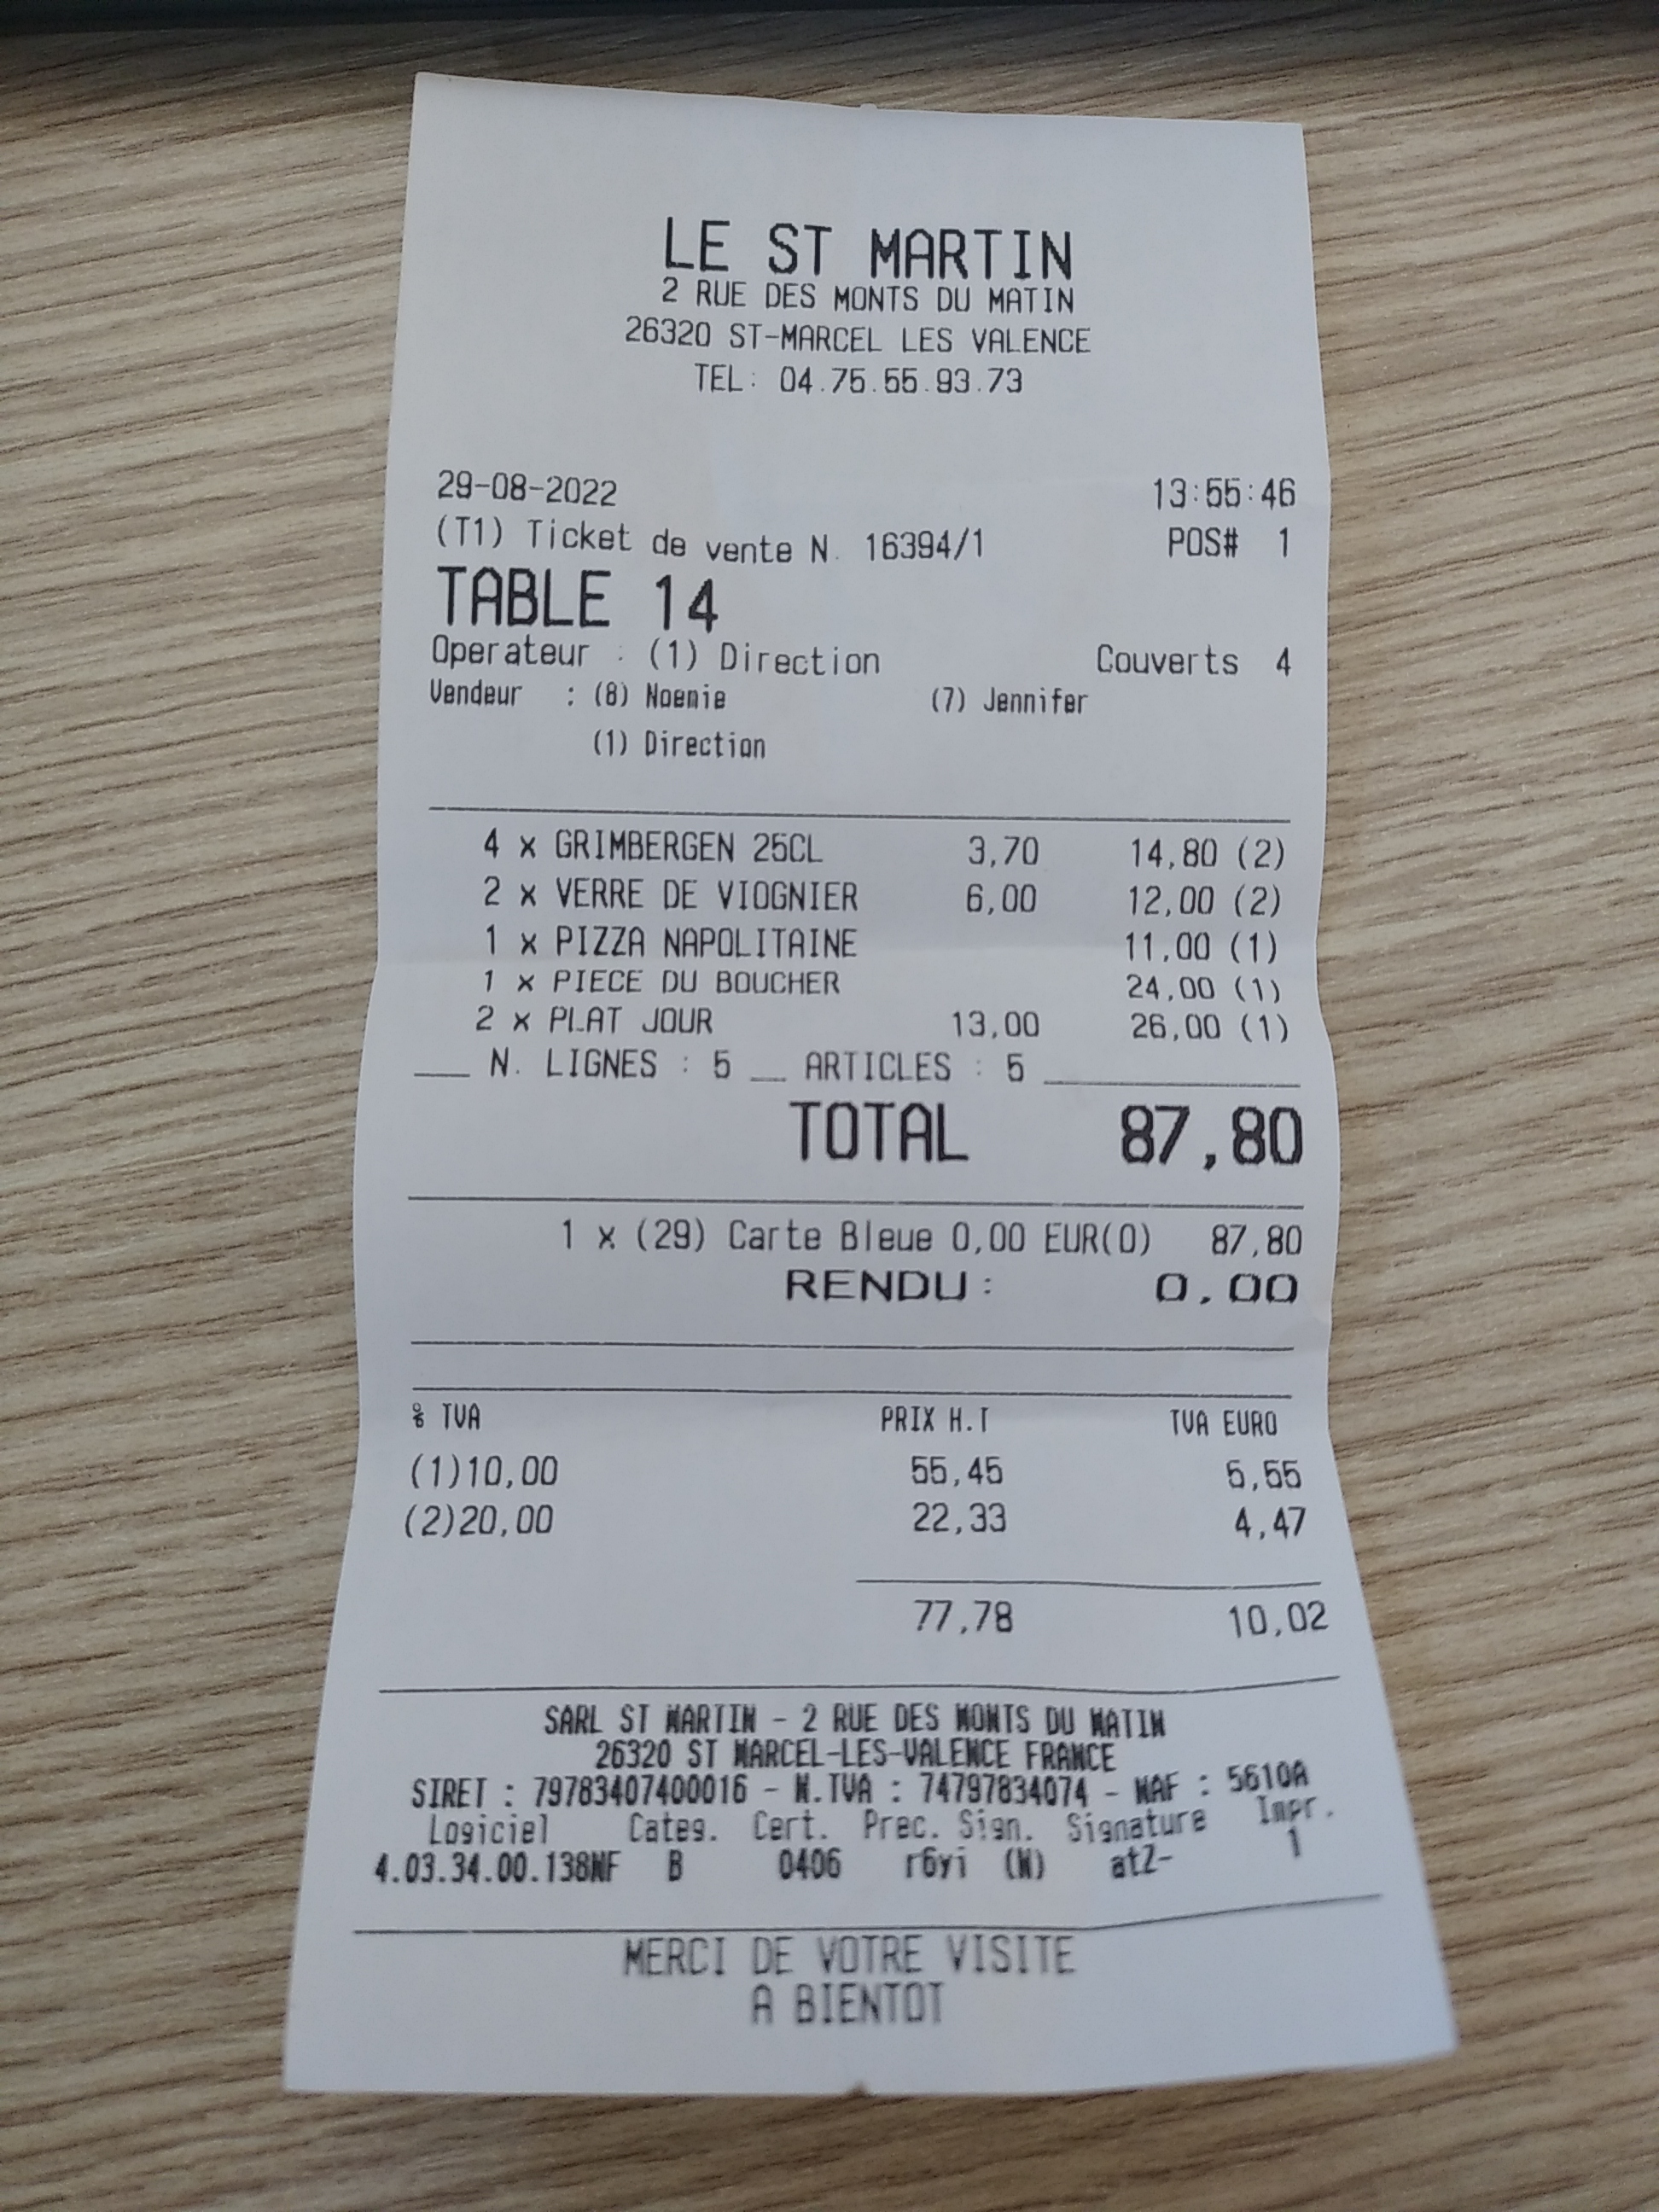 LE ST MARTIN
2 RUE DES MONTS DU MATIN
26320 ST-MARCEL LES VALENCE
TEL: 04.75.55.93.73
29-08-2022 13:55:46
(T1) Ticket de vente N. 16394/1 POS# 1
TABLE 14
Operateur : (1) Direction Couverts 4
Vendeur : (8) Noemie (7) Jennifer
(1) Direction
4 x GRIMBERGEN 25CL 3,70 14,80 (2)
2 x VERRE DE VIOGNIER 6,00 12,00 (2)
1 x PIZZA NAPOLITAINE 11,00 (1)
1 x PIECE DU BOUCHER 24,00 (1)
2 x PLAT JOUR 13,00 26,00 (1)
N. LIGNES : 5 ARTICLES : 5
TOTAL 87,80
1 x (29) Carte Bleue 0,00 EUR(0) 87,80
RENDU: 0.00
% TVA PRIX H.T TVA EURO
(1)10,00 55,45 5,55
(2)20,00 22,33 4,47
77,78 10,02
SARL ST MARTIN - 2 RUE DES MONTS DU MATIN
26320 ST MARCEL-LES-VALENCE FRANCE
SIRET : 79783407400016 - N.TVA : 74797834074 - NAF : 5610A
Logiciel Categ. Cert. Prec. Sign. Signature Impr.
4.03.34.00.138NF B 0406 r6yi (N) atZ- 1
MERCI DE VOTRE VISITE
A BIENTOT